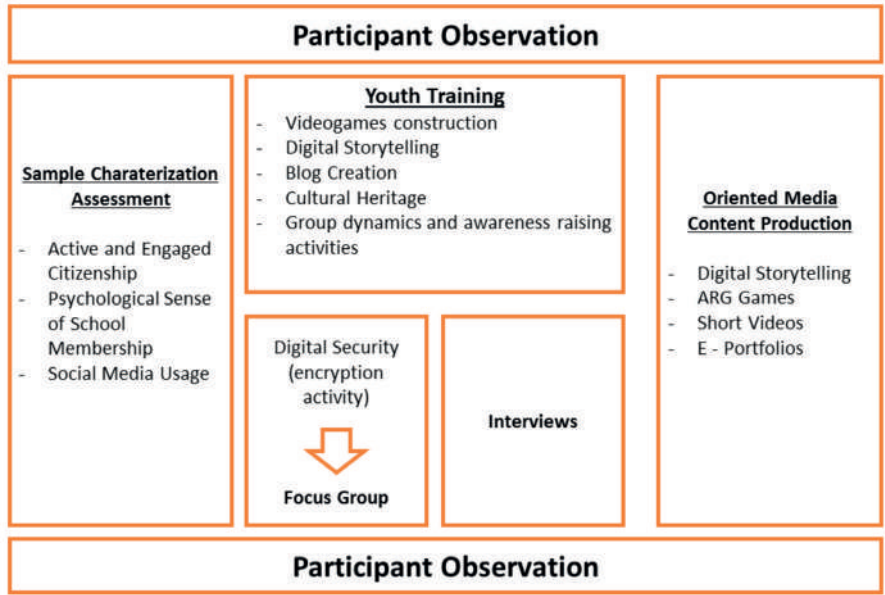 Participant Observation
Sample Charaterization
Assessment
- Active and Engaged
Citizenship
- Psychological Sense
of School
Membership
- Social Media Usage
Youth Training
- Videogames construction
- Digital Storytelling
- Blog Creation
- Cultural Heritage
- Group dynamics and awareness raising
activities
Digital Security
(encryption
activity)
Focus Group
Interviews
Oriented Media
Content Production
- Digital Storytelling
- ARG Games
- Short Videos
- E - Portfolios
Participant Observation